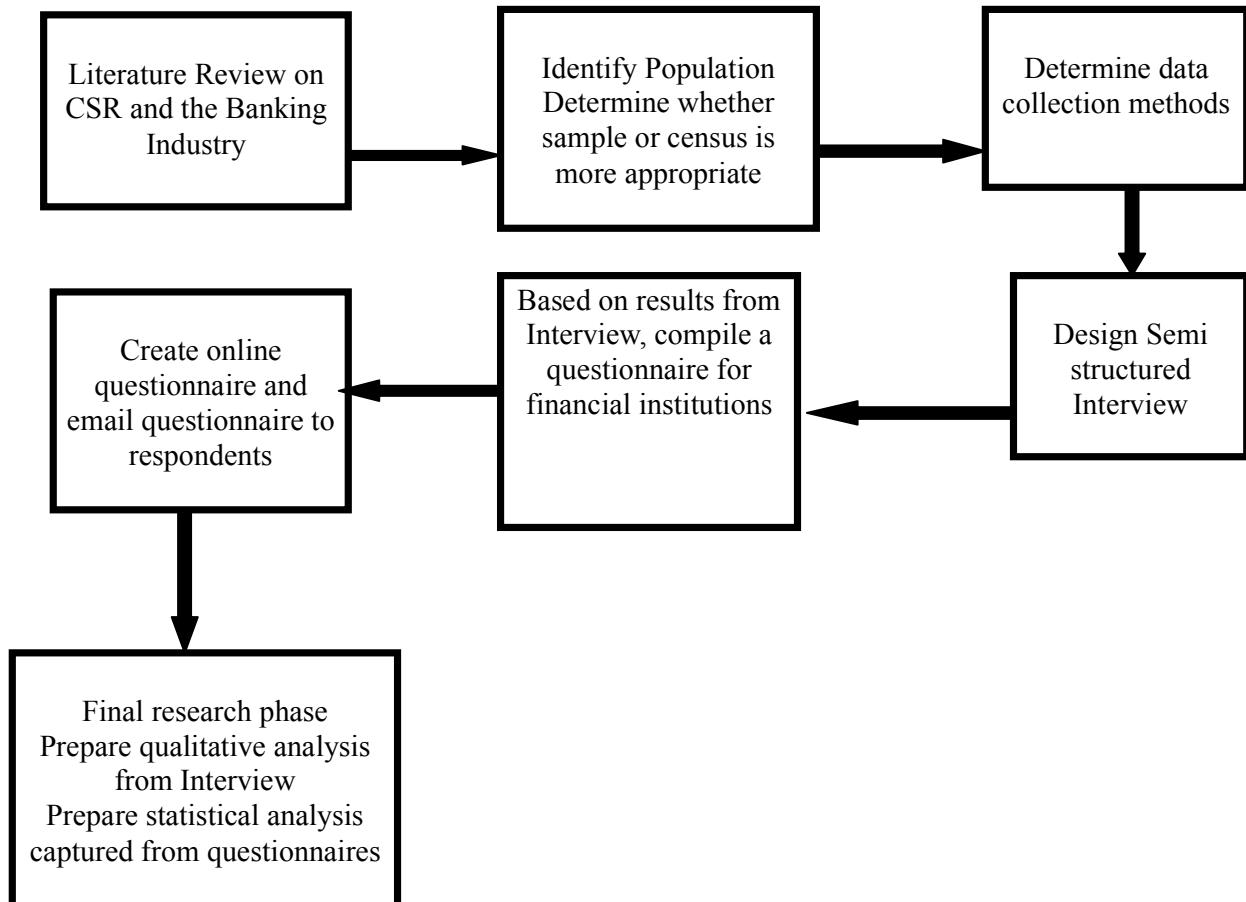 Literature Review on
CSR and the Banking
Industry
Identify Population
Determine whether
sample or census is
more appropriate
Determine data
collection methods
Design Semi
structured
Interview
Based on results from
Interview, compile a
questionnaire for
financial institutions
Create online
questionnaire and
email questionnaire to
respondents
Final research phase
Prepare qualitative analysis
from Interview
Prepare statistical analysis
captured from questionnaires